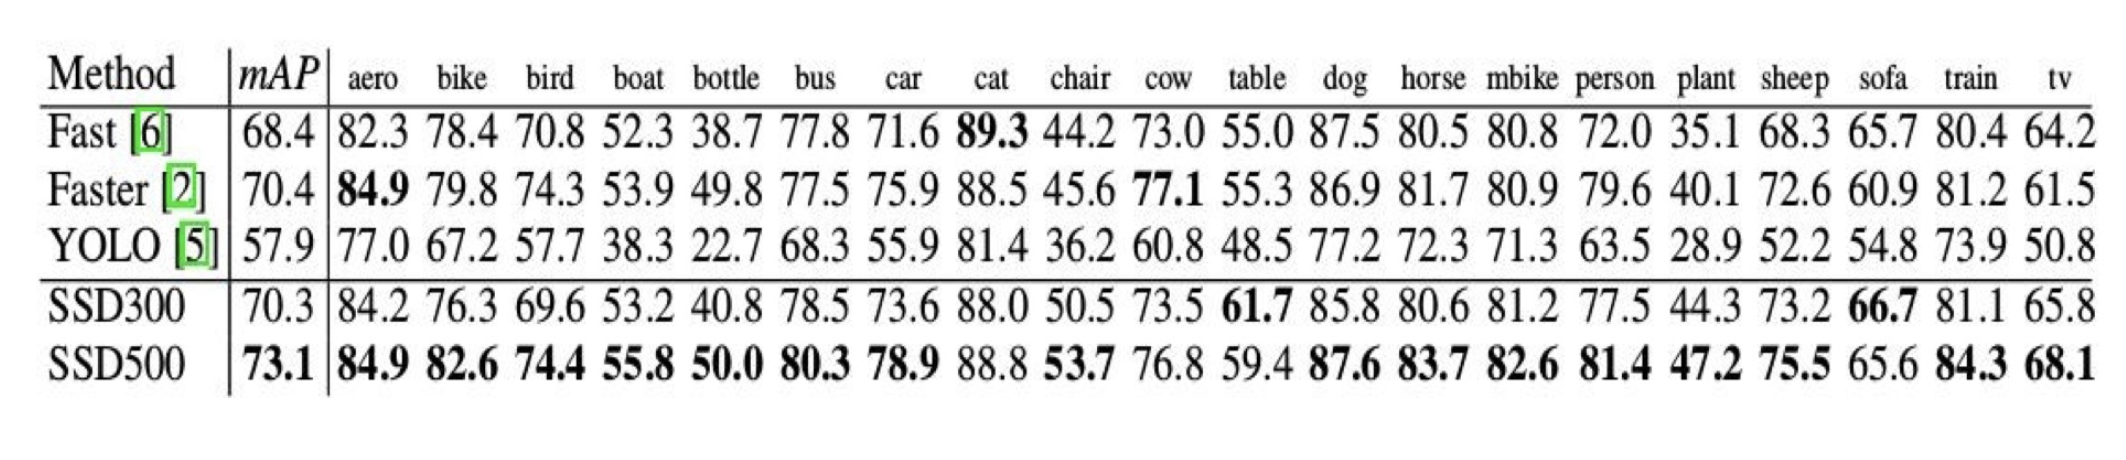 Method mAP aero bike bird boat bottle bus car cat chair cow table dog horse mbike person plant sheep sofa train tv
Fast [6] 68.4 82.3 78.4 70.8 52.3 38.7 77.8 71.6 89.3 44.2 73.0 55.0 87.5 80.5 80.8 72.0 35.1 68.3 65.7 80.4 64.2
Faster [2] 70.4 84.9 79.8 74.3 53.9 49.8 77.5 75.9 88.5 45.6 77.1 55.3 86.9 81.7 80.9 79.6 40.1 72.6 60.9 81.2 61.5
YOLO [5] 57.9 77.0 67.2 57.7 38.3 22.7 68.3 55.9 81.4 36.2 60.8 48.5 77.2 72.3 71.3 63.5 28.9 52.2 54.8 73.9 50.8
SSD300 70.3 84.2 76.3 69.6 53.2 40.8 78.5 73.6 88.0 50.5 73.5 61.7 85.8 80.6 81.2 77.5 44.3 73.2 66.7 81.1 65.8
SSD500 73.1 84.9 82.6 74.4 55.8 50.0 80.3 78.9 88.8 53.7 76.8 59.4 87.6 83.7 82.6 81.4 47.2 75.5 65.6 84.3 68.1